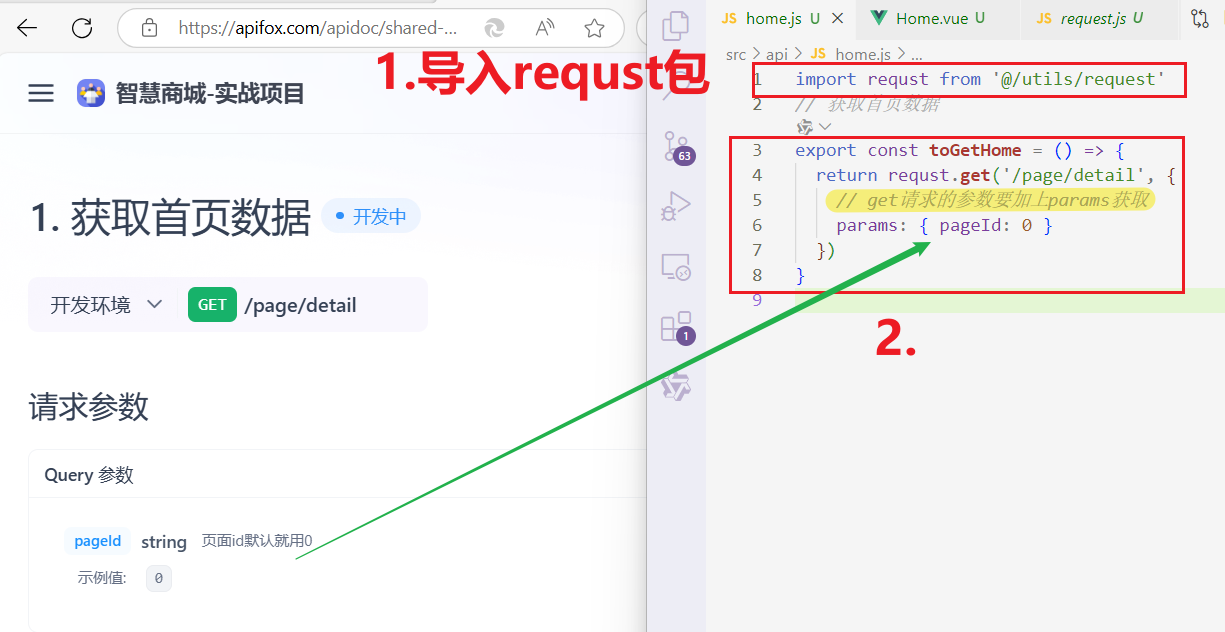 https://apifox.com/apidoc/shared-...
智慧商城-实战项目
1. 获取首页数据
开发中
开发环境
GET
/page/detail
请求参数
Query 参数
pageId string 页面id默认就用0
示例值: 0
1.导入requst包
63
1
JS home.js U
Home.vue U
JS request.js U
src > api > JS home.js > ...
1 import requst from '@/utils/request'
2 // 获取首页数据
3 export const toGetHome = () => {
4 return requst.get('/page/detail', {
5 // get请求的参数要加上params获取
6 params: { pageId: 0 }
7 })
8 }
9
2.